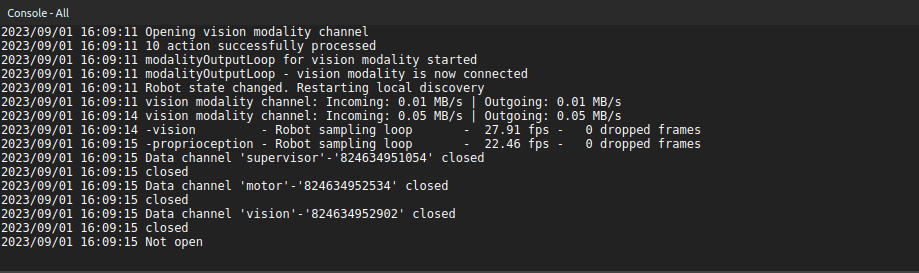 Console - All
2023/09/01 16:09:11 Opening vision modality channel
2023/09/01 16:09:11 10 action successfully processed
2023/09/01 16:09:11 modalityOutputLoop for vision modality started
2023/09/01 16:09:11 modalityOutputLoop - vision modality is now connected
2023/09/01 16:09:11 Robot state changed. Restarting local discovery
2023/09/01 16:09:11 vision modality channel: Incoming: 0.01 MB/s | Outgoing: 0.01 MB/s
2023/09/01 16:09:14 vision modality channel: Incoming: 0.05 MB/s | Outgoing: 0.05 MB/s
2023/09/01 16:09:14 -vision         - Robot sampling loop       -  27.91 fps -   0 dropped frames
2023/09/01 16:09:15 -proprioception - Robot sampling loop       -  22.46 fps -   0 dropped frames
2023/09/01 16:09:15 Data channel 'supervisor'-'824634951054' closed
2023/09/01 16:09:15 closed
2023/09/01 16:09:15 Data channel 'motor'-'824634952534' closed
2023/09/01 16:09:15 closed
2023/09/01 16:09:15 Data channel 'vision'-'824634952902' closed
2023/09/01 16:09:15 closed
2023/09/01 16:09:15 Not open